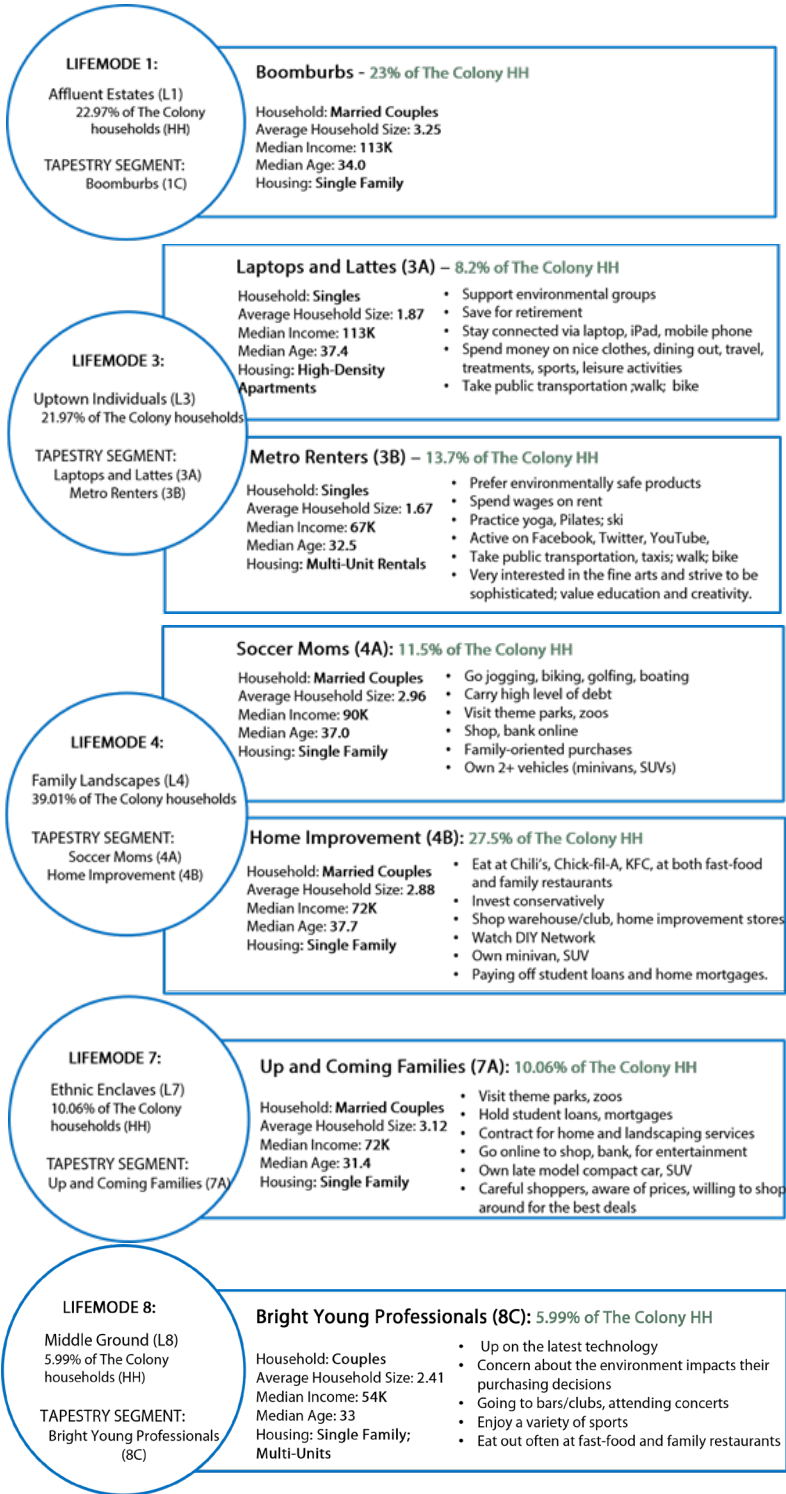 LIFEMODE 1:
Affluent Estates (L1)
22.97% of The Colony
households (HH)
TAPESTRY SEGMENT:
Boomburbs (1C)
Boomburbs - 23% of The Colony HH
Household: Married Couples
Average Household Size: 3.25
Median Income: 113K
Median Age: 34.0
Housing: Single Family
LIFEMODE 3:
Uptown Individuals (L3)
21.97% of The Colony households
TAPESTRY SEGMENT:
Laptops and Lattes (3A)
Metro Renters (3B)
Laptops and Lattes (3A) – 8.2% of The Colony HH
Household: Singles
Average Household Size: 1.87
Median Income: 113K
Median Age: 37.4
Housing: High-Density
Apartments
• Support environmental groups
• Save for retirement
• Stay connected via laptop, iPad, mobile phone
• Spend money on nice clothes, dining out, travel,
treatments, sports, leisure activities
• Take public transportation ;walk; bike
Metro Renters (3B) – 13.7% of The Colony HH
Household: Singles
Average Household Size: 1.67
Median Income: 67K
Median Age: 32.5
Housing: Multi-Unit Rentals
• Prefer environmentally safe products
• Spend wages on rent
• Practice yoga, Pilates; ski
• Active on Facebook, Twitter, YouTube,
• Take public transportation, taxis; walk; bike
• Very interested in the fine arts and strive to be
sophisticated; value education and creativity.
LIFEMODE 4:
Family Landscapes (L4)
39.01% of The Colony households
TAPESTRY SEGMENT:
Soccer Moms (4A)
Home Improvement (4B)
Soccer Moms (4A): 11.5% of The Colony HH
Household: Married Couples
Average Household Size: 2.96
Median Income: 90K
Median Age: 37.0
Housing: Single Family
• Go jogging, biking, golfing, boating
• Carry high level of debt
• Visit theme parks, zoos
• Shop, bank online
• Family-oriented purchases
• Own 2+ vehicles (minivans, SUVs)
Home Improvement (4B): 27.5% of The Colony HH
Household: Married Couples
Average Household Size: 2.88
Median Income: 72K
Median Age: 37.7
Housing: Single Family
• Eat at Chili's, Chick-fil-A, KFC, at both fast-food
and family restaurants
• Invest conservatively
• Shop warehouse/club, home improvement stores
• Watch DIY Network
• Own minivan, SUV
• Paying off student loans and home mortgages.
LIFEMODE 7:
Ethnic Enclaves (L7)
10.06% of The Colony
households (HH)
TAPESTRY SEGMENT:
Up and Coming Families (7A)
Up and Coming Families (7A): 10.06% of The Colony HH
Household: Married Couples
Average Household Size: 3.12
Median Income: 72K
Median Age: 31.4
Housing: Single Family
• Visit theme parks, zoos
• Hold student loans, mortgages
• Contract for home and landscaping services
• Go online to shop, bank, for entertainment
• Own late model compact car, SUV
• Careful shoppers, aware of prices, willing to shop
around for the best deals
LIFEMODE 8:
Middle Ground (L8)
5.99% of The Colony
households (HH)
TAPESTRY SEGMENT:
Bright Young Professionals
(8C)
Bright Young Professionals (8C): 5.99% of The Colony HH
Household: Couples
Average Household Size: 2.41
Median Income: 54K
Median Age: 33
Housing: Single Family;
Multi-Units
• Up on the latest technology
• Concern about the environment impacts their
purchasing decisions
• Going to bars/clubs, attending concerts
• Enjoy a variety of sports
• Eat out often at fast-food and family restaurants